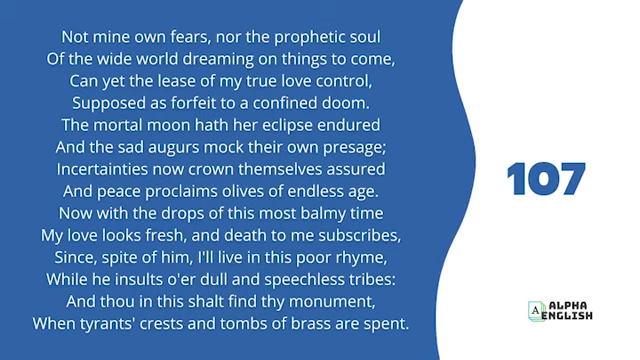 Not mine own fears, nor the prophetic soul
Of the wide world dreaming on things to come,
Can yet the lease of my true love control,
Supposed as forfeit to a confined doom.
The mortal moon hath her eclipse endured
And the sad augurs mock their own presage;
Incertainties now crown themselves assured
And peace proclaims olives of endless age.
Now with the drops of this most balmy time
My love looks fresh, and death to me subscribes,
Since, spite of him, I'll live in this poor rhyme,
While he insults o'er dull and speechless tribes:
And thou in this shalt find thy monument,
When tyrants' crests and tombs of brass are spent.
107
A
ALPHA
ENGLISH